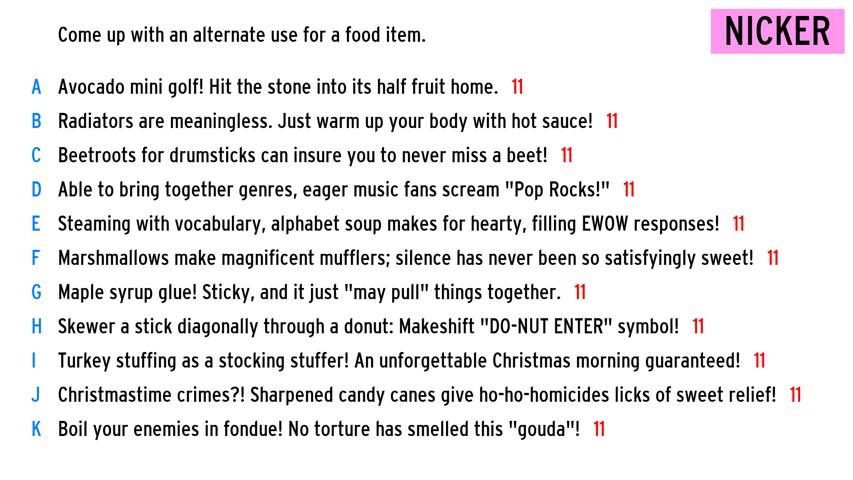 Come up with an alternate use for a food item.
NICKER
A Avocado mini golf! Hit the stone into its half fruit home. 11
B Radiators are meaningless. Just warm up your body with hot sauce! 11
C Beetroots for drumsticks can insure you to never miss a beet! 11
D Able to bring together genres, eager music fans scream "Pop Rocks!" 11
E Steaming with vocabulary, alphabet soup makes for hearty, filling EWOW responses! 11
F Marshmallows make magnificent mufflers; silence has never been so satisfyingly sweet! 11
G Maple syrup glue! Sticky, and it just "may pull" things together. 11
H Skewer a stick diagonally through a donut: Makeshift "DO-NUT ENTER" symbol! 11
I Turkey stuffing as a stocking stuffer! An unforgettable Christmas morning guaranteed! 11
J Christmastime crimes?! Sharpened candy canes give ho-ho-homicides licks of sweet relief! 11
K Boil your enemies in fondue! No torture has smelled this "gouda"! 11